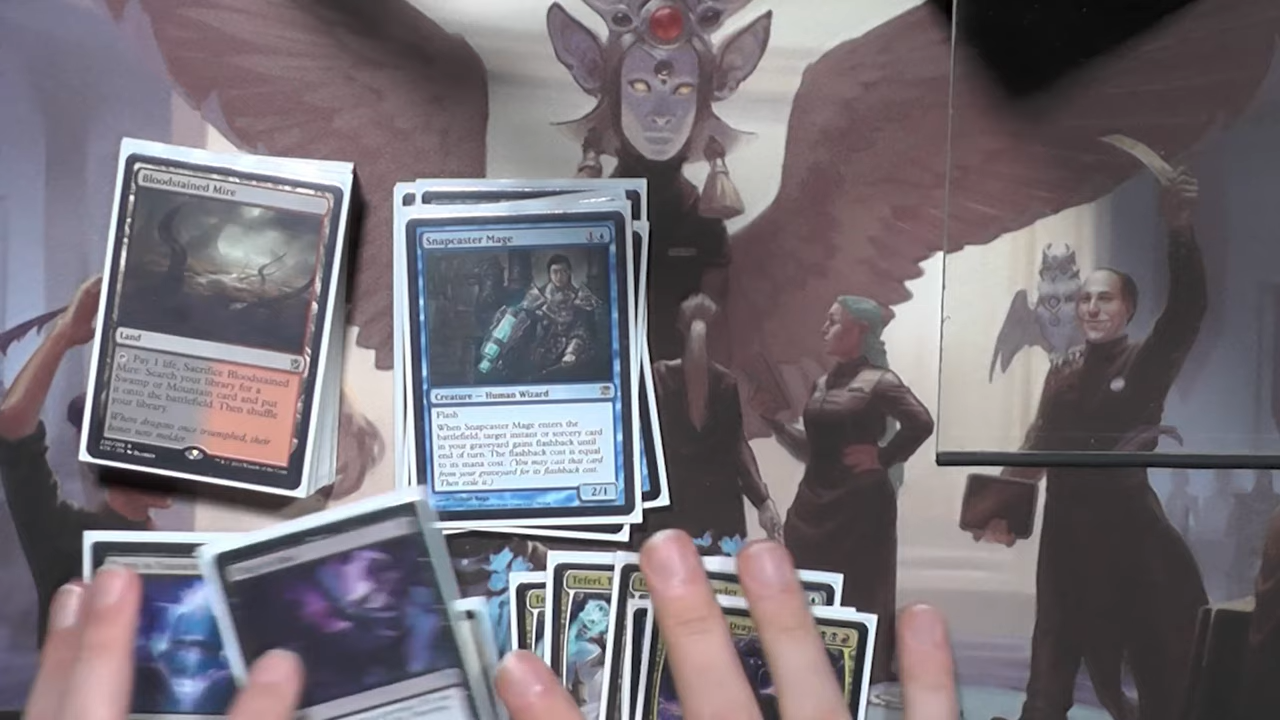 Bloodstained Mire
Land
Pay 1 life, Sacrifice Bloodstained
Mire: Search your library for a
Swamp or Mountain card and put
it onto the battlefield. Then shuffle
your library.
When dragons once triumphed, their
bones now molder.
Snapcaster Mage
1
Creature — Human Wizard
Flash
When Snapcaster Mage enters the
battlefield, target instant or sorcery card
in your graveyard gains flashback until
end of turn. The flashback cost is equal
to its mana cost. (You may cast that card
from your graveyard for its flashback cost.
Then exile it.)
2/1
Teferi, T